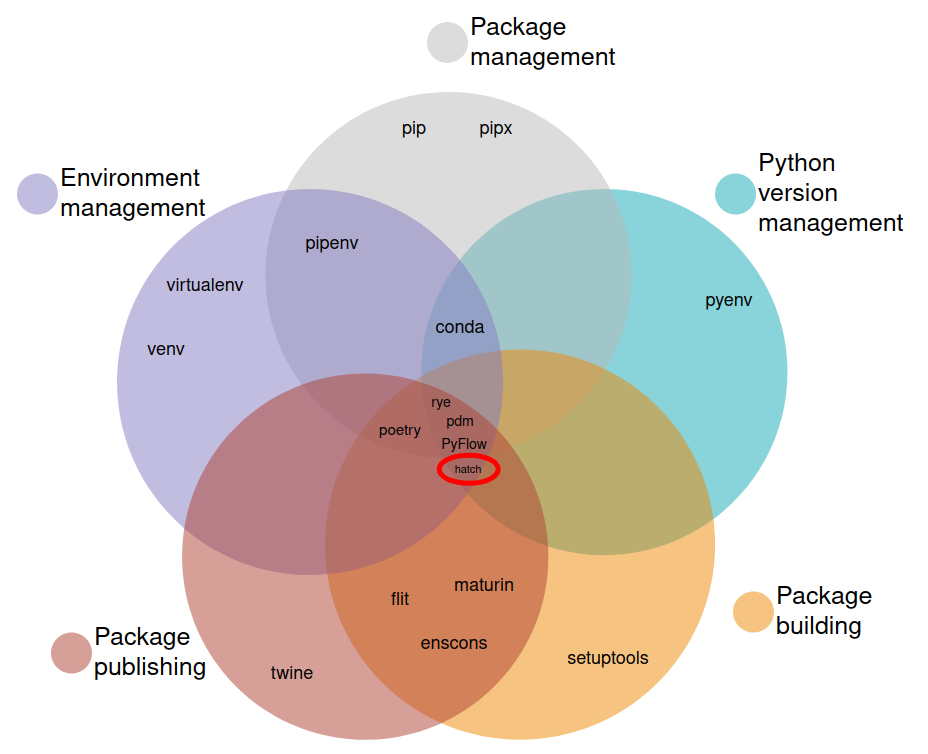 Package
management
Environment
management
Python
version
management
pip
pipx
pipenv
virtualenv
venv
conda
pyenv
rye
pdm
poetry
PyFlow
hatch
flit
maturin
enscons
twine
setuptools
Package
publishing
Package
building